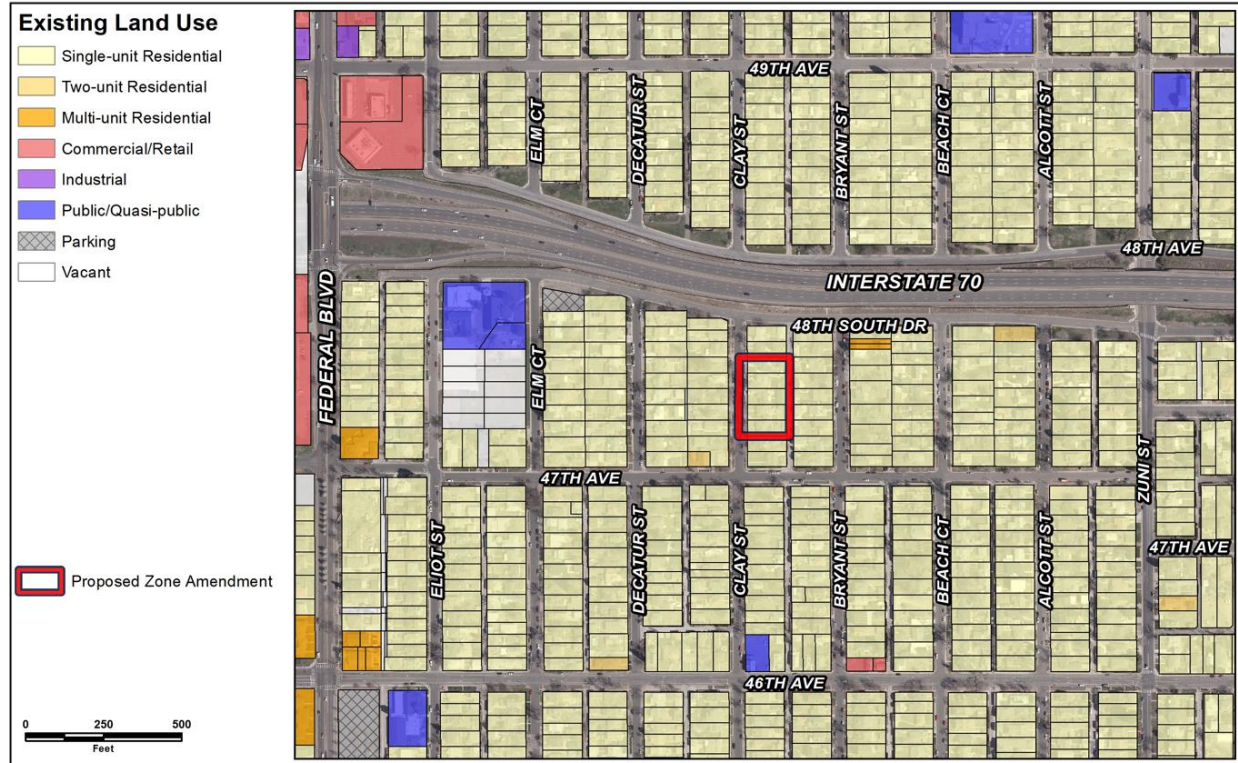 Existing Land Use
Single-unit Residential
Two-unit Residential
Multi-unit Residential
Commercial/Retail
Industrial
Public/Quasi-public
Parking
Vacant
Proposed Zone Amendment
0 250 500
Feet
49TH AVE
ELM CT
DECATUR ST
CLAY ST
BRYANT ST
BEACH CT
ALCOTT ST
48TH AVE
INTERSTATE 70
FEDERAL BLVD
48TH SOUTH DR
ELM CT
ZUNI ST
47TH AVE
47TH AVE
ELIOT ST
DECATUR ST
CLAY ST
BRYANT ST
BEACH CT
ALCOTT ST
46TH AVE